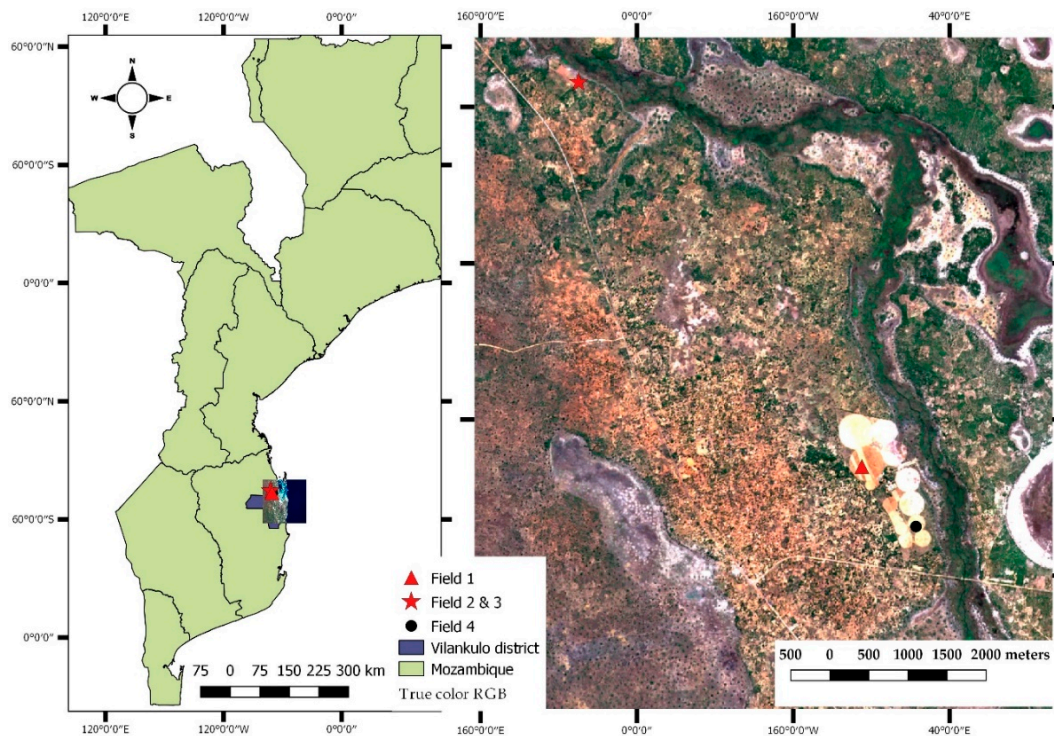 120°0'0"W 120°0'0"W 0°0'0"
160°0'0"W 0°0'0" 160°0'0"W 40°0'0"E
60°0'0"N
N
W E
S
60°0'0"S
0°0'0"
60°0'0"N
60°0'0"S
0°0'0"
Field 1
Field 2 & 3
Field 4
Vilankulo district
Mozambique
True color RGB
75 0 75 150 225 300 km
500 0 500 1000 1500 2000 meters
120°0'0"W 120°0'0"W 0°0'0"
160°0'0"W 0°0'0" 160°0'0"W 40°0'0"E